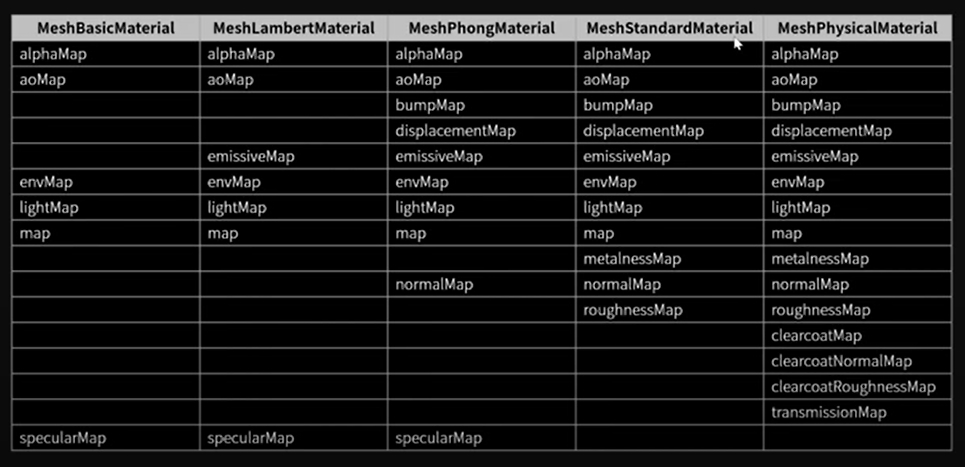 MeshBasicMaterial MeshLambertMaterial MeshPhongMaterial MeshStandardMaterial MeshPhysicalMaterial
alphaMap alphaMap alphaMap alphaMap alphaMap
aoMap aoMap aoMap aoMap aoMap
bumpMap bumpMap bumpMap
displacementMap displacementMap displacementMap
emissiveMap emissiveMap emissiveMap emissiveMap
envMap envMap envMap envMap envMap
lightMap lightMap lightMap lightMap lightMap
map map map map map
metalnessMap metalnessMap
normalMap normalMap normalMap
roughnessMap roughnessMap
clearcoatMap
clearcoatNormalMap
clearcoatRoughnessMap
transmissionMap
specularMap specularMap specularMap